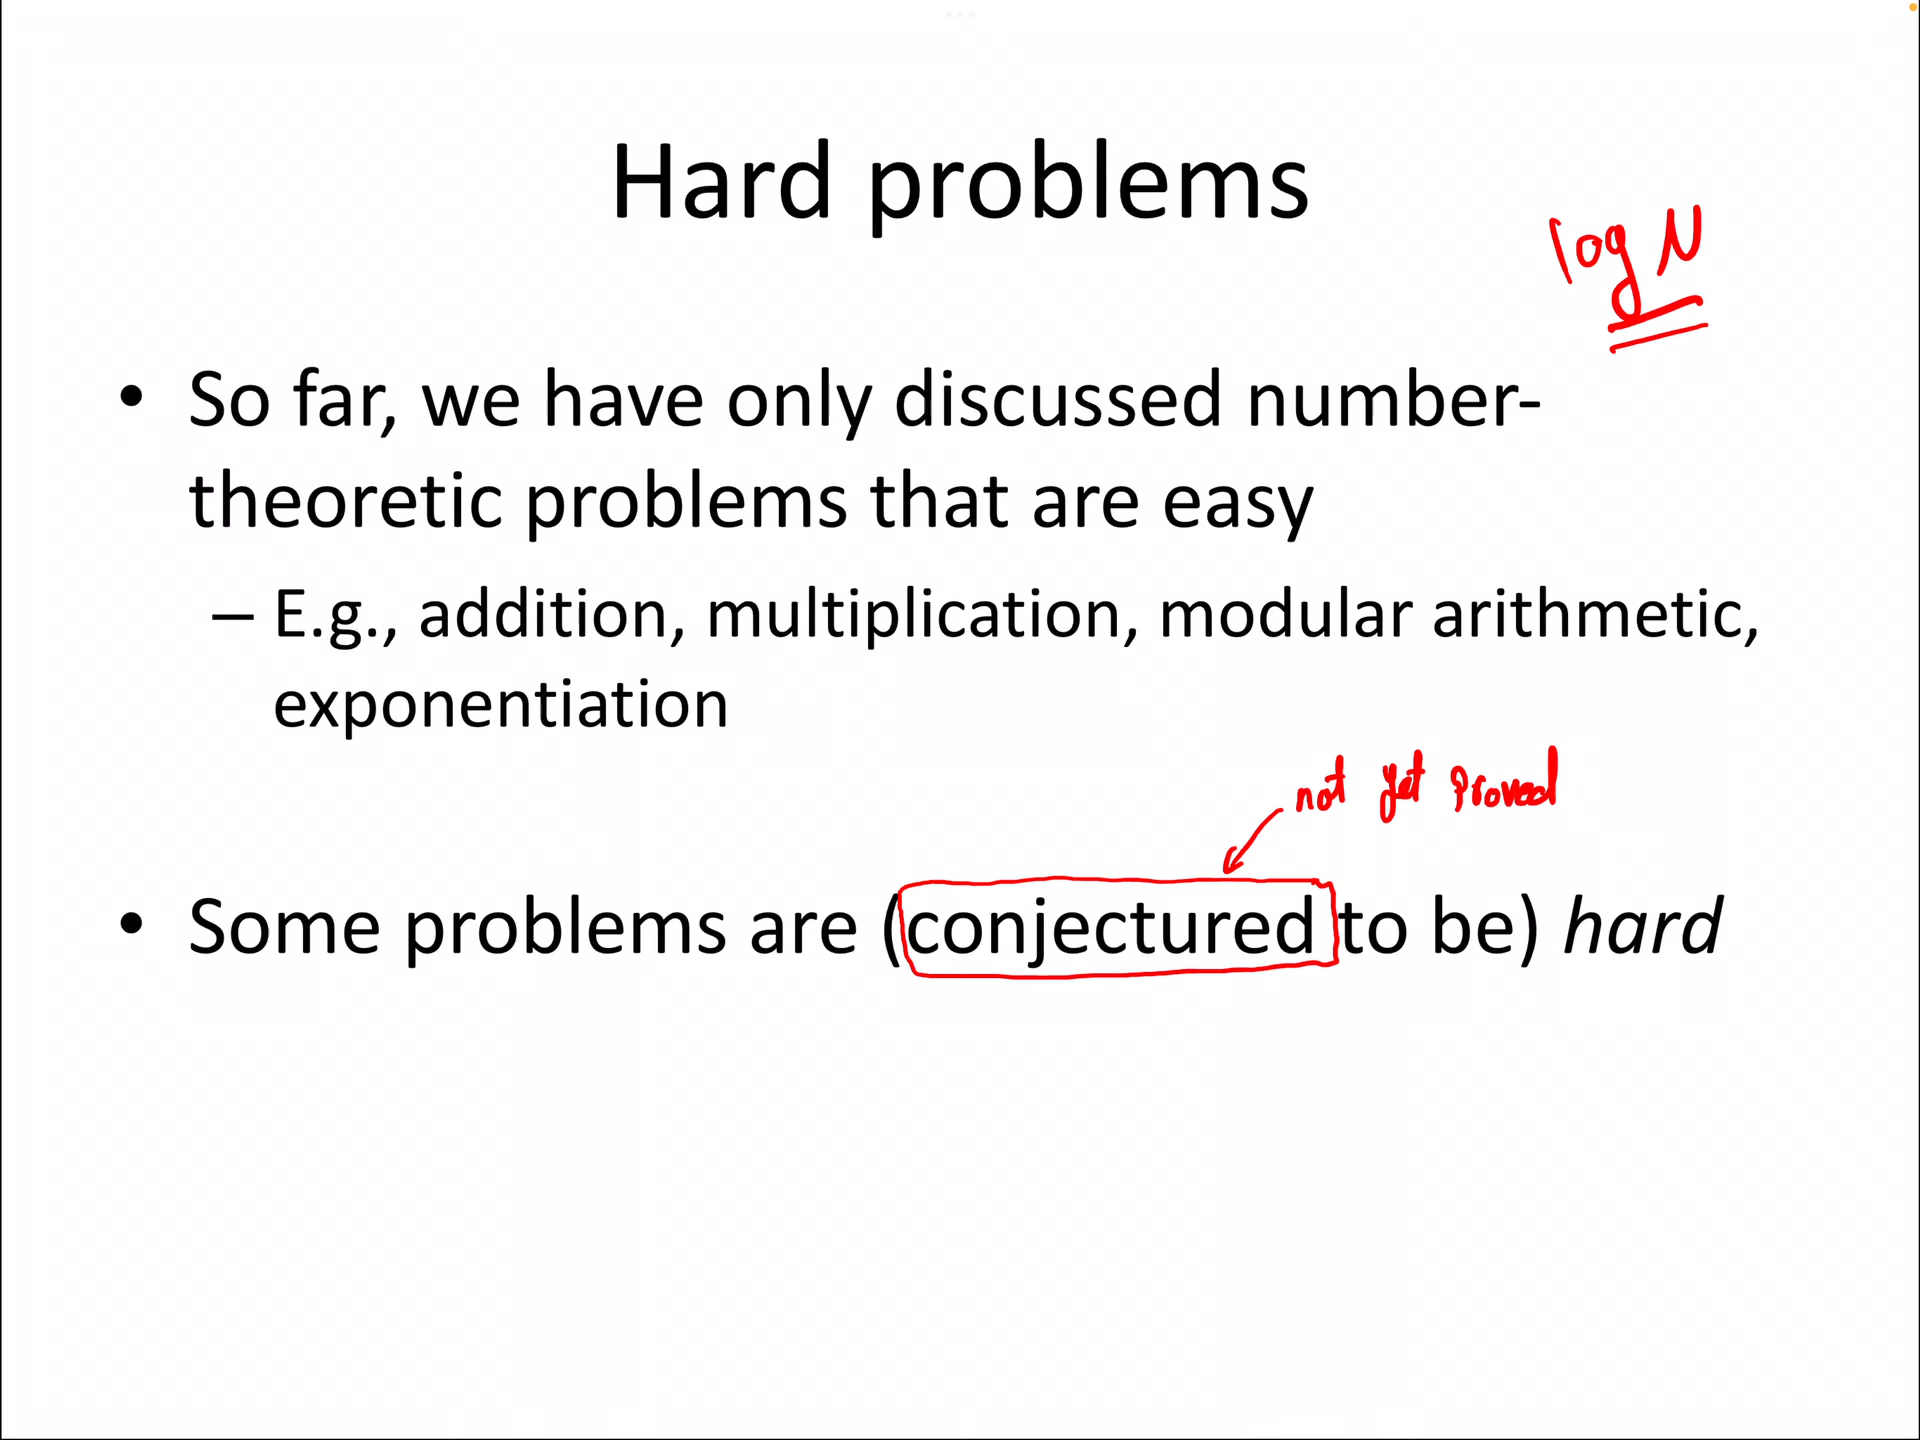 Hard problems
log N
• So far, we have only discussed number-
theoretic problems that are easy
– E.g., addition, multiplication, modular arithmetic,
exponentiation
not yet proved
• Some problems are (conjectured to be) hard